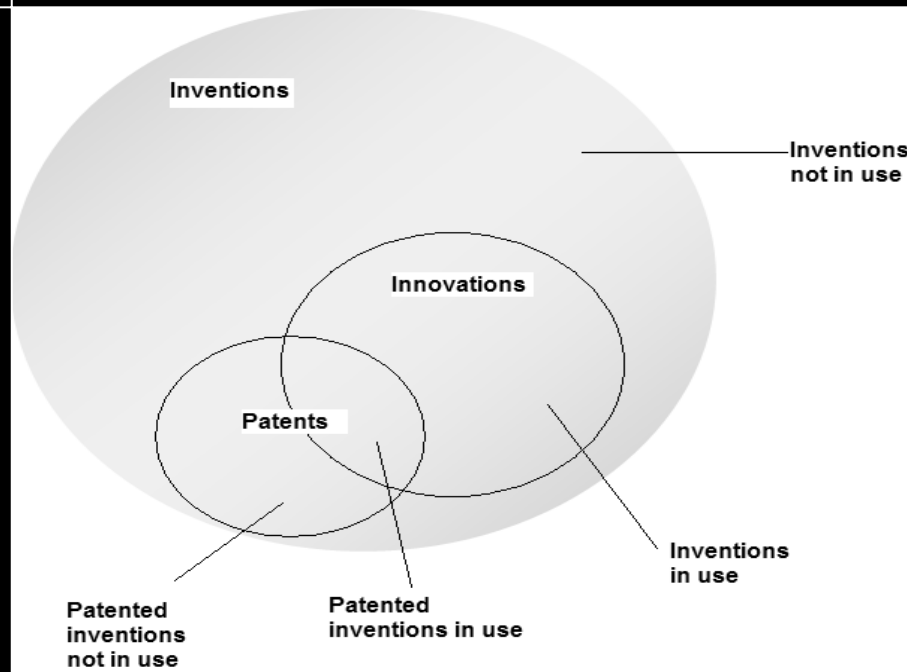 Inventions
Inventions
not in use
Innovations
Patents
Inventions
in use
Patented
inventions in use
Patented
inventions
not in use